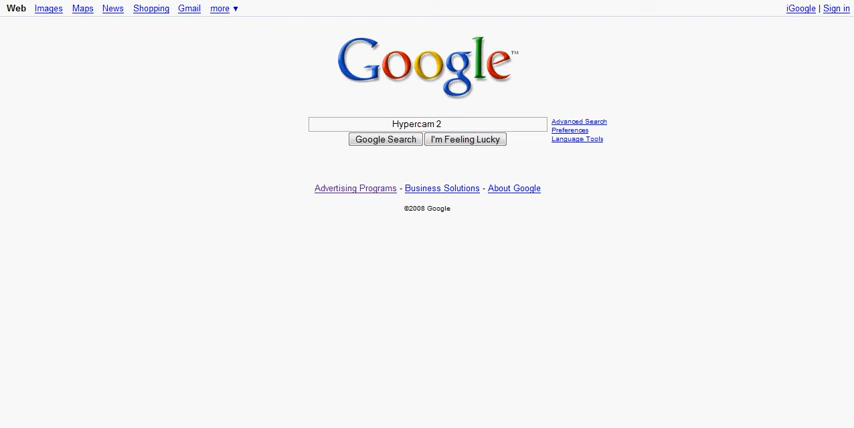 Web Images Maps News Shopping Gmail more ▼ iGoogle | Sign in
Google™
Hypercam 2
Advanced Search
Preferences
Language Tools
Google Search I'm Feeling Lucky
Advertising Programs - Business Solutions - About Google
©2008 Google